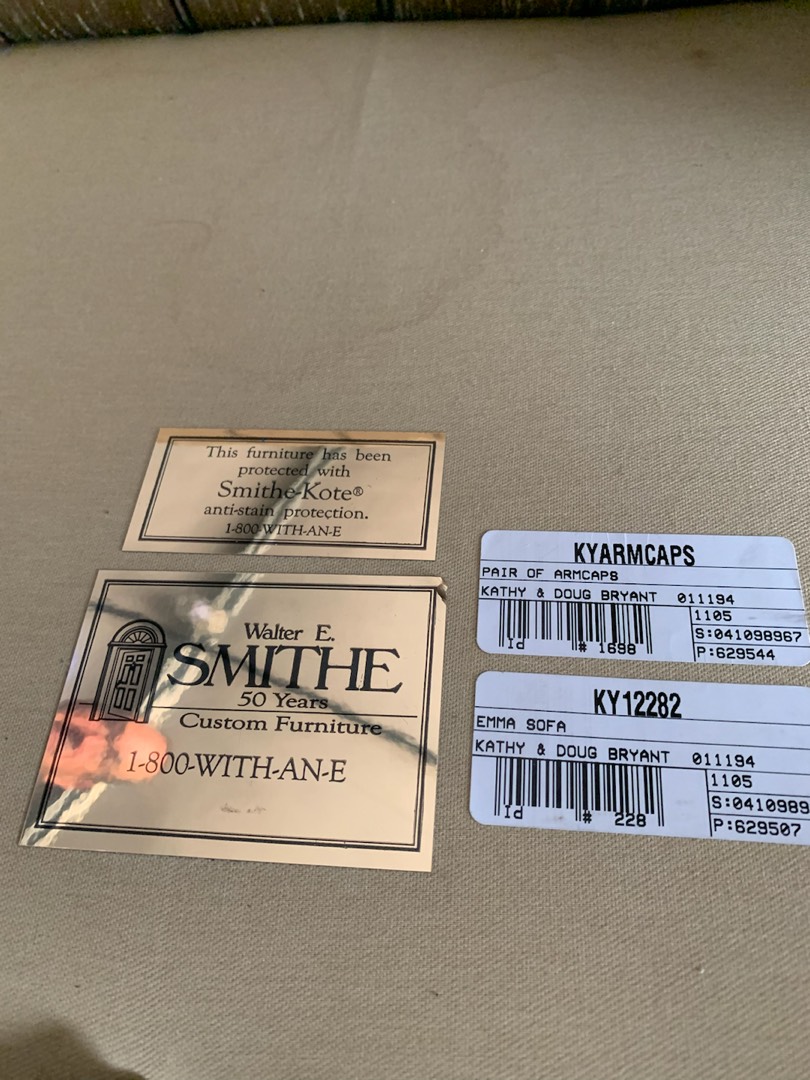 This furniture has been
protected with
Smithe-Kote®
anti-stain protection.
1-800-WITH-AN-E
Walter E.
SMITHE
50 Years
Custom Furniture
1-800-WITH-AN-E
KYARMCAPS
PAIR OF ARMCAPS
KATHY & DOUG BRYANT 011194
1105
S:041098967
P:629544
Id # 1698
KY12282
EMMA SOFA
KATHY & DOUG BRYANT 011194
1105
S:0410989
P:629507
Id # 228